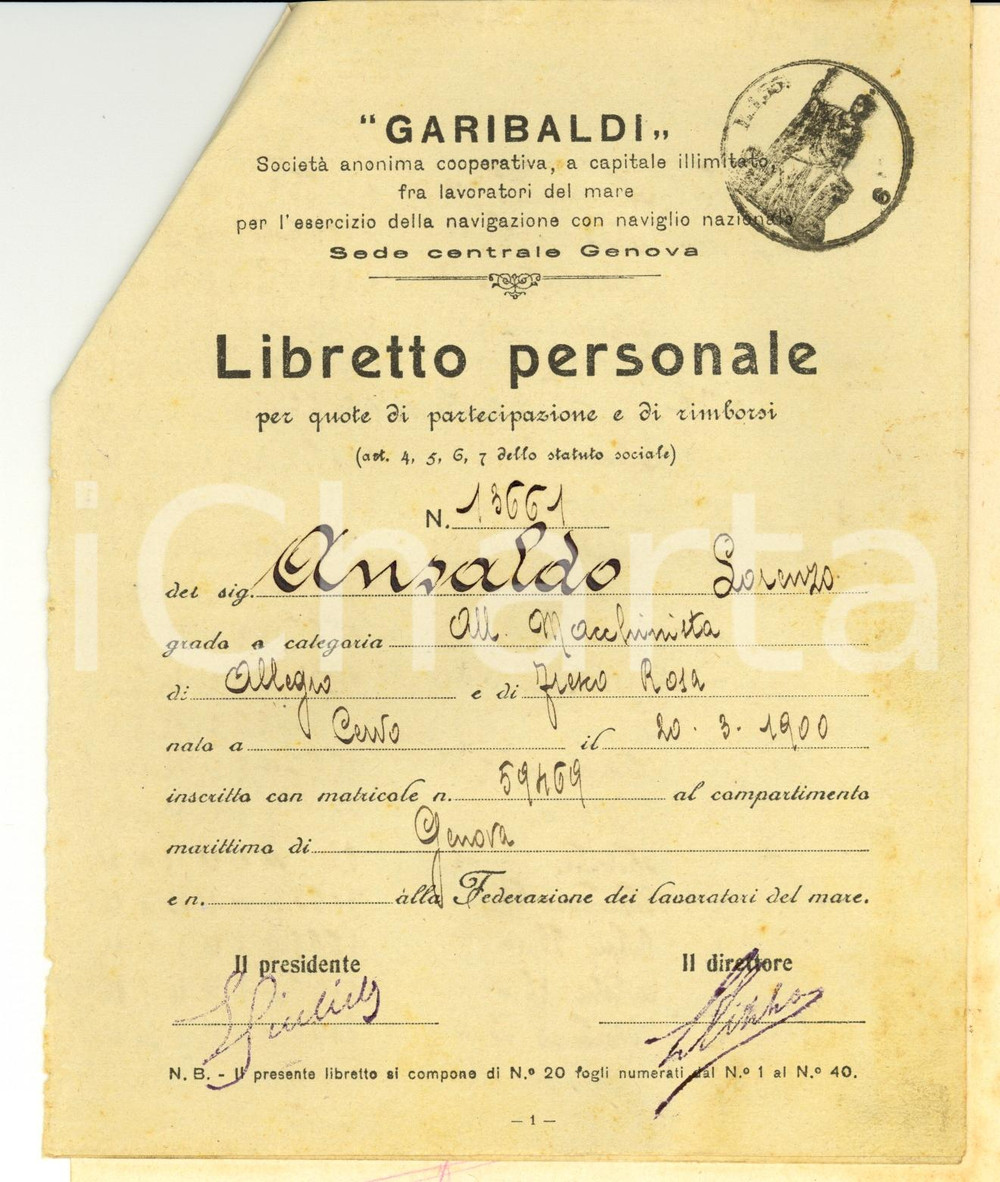 "GARIBALDI„
Società anonima cooperativa, a capitale illimitato,
fra lavoratori del mare
per l'esercizio della navigazione con naviglio nazionale
Sede centrale Genova
Libretto personale
per quote di partecipazione e di rimborsi
(art. 4, 5, 6, 7 dello statuto sociale)
N. 13661
del sig. Ansaldo Lorenzo
grado o categoria All. Macchinista
di Allegro e di Rosa
nato a Cervo il 20. 3. 1900
inscritto con matricole n. 59469 al compartimento
marittimo di Genova
e n. alla Federazione dei lavoratori del mare.
Il presidente Il direttore
N. B. - Il presente libretto si compone di N.º 20 fogli numerati dal N.º 1 al N.º 40.
— 1 —
iCharta